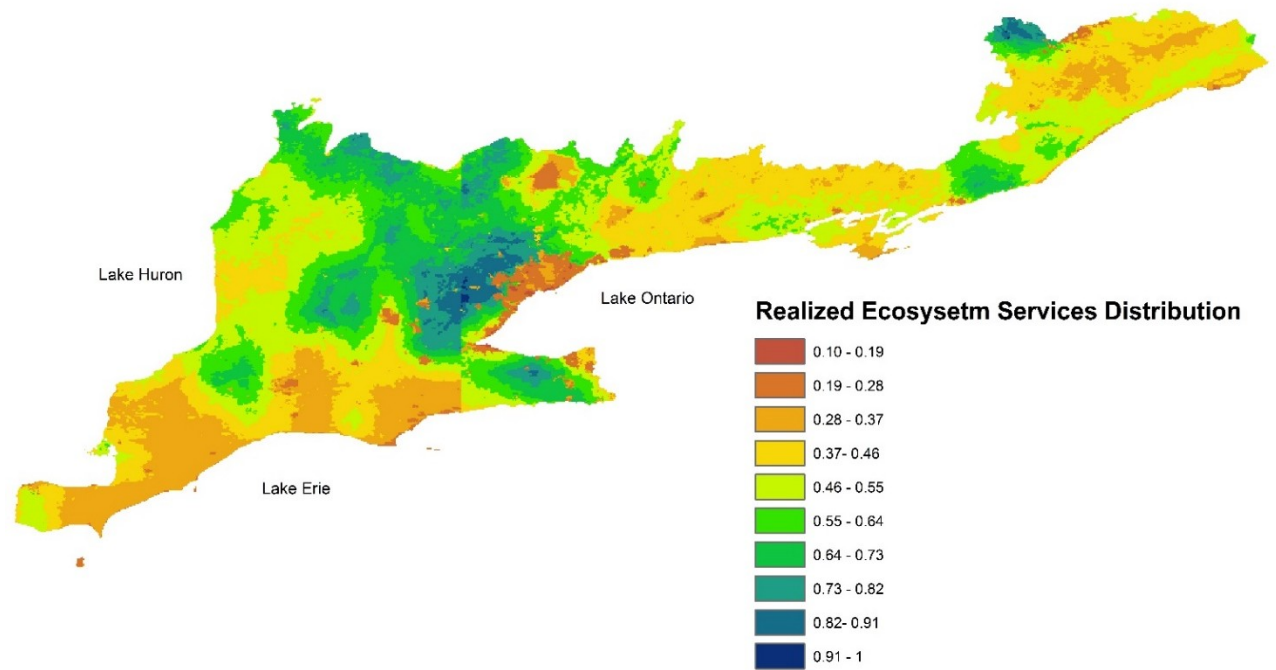 Lake Huron
Lake Ontario
Lake Erie
Realized Ecosysetm Services Distribution
0.10 - 0.19
0.19 - 0.28
0.28 - 0.37
0.37- 0.46
0.46 - 0.55
0.55 - 0.64
0.64 - 0.73
0.73 - 0.82
0.82- 0.91
0.91 - 1